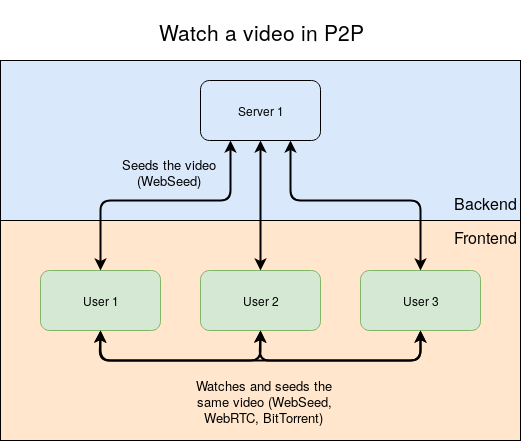 Watch a video in P2P
Server 1
Seeds the video
(WebSeed)
Backend
Frontend
User 1
User 2
User 3
Watches and seeds the
same video (WebSeed,
WebRTC, BitTorrent)